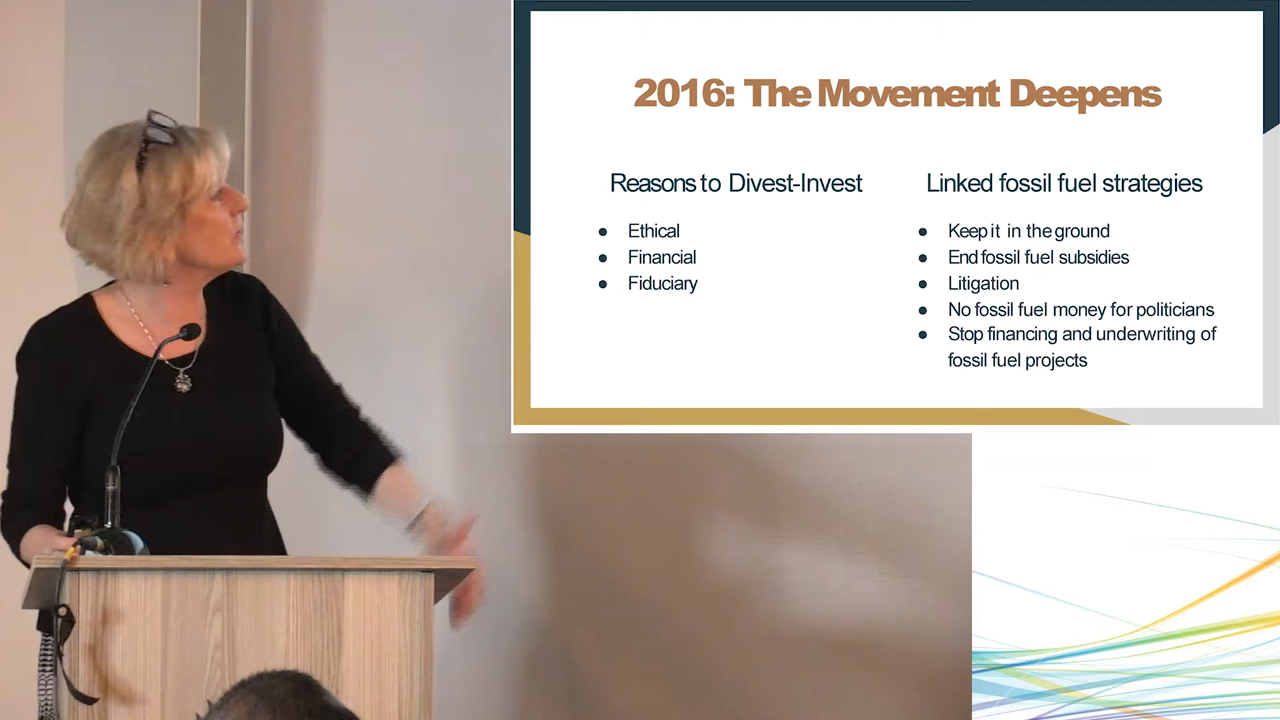 2016: The Movement Deepens
Reasons to Divest-Invest
● Ethical
● Financial
● Fiduciary
Linked fossil fuel strategies
● Keep it in the ground
● End fossil fuel subsidies
● Litigation
● No fossil fuel money for politicians
● Stop financing and underwriting of
fossil fuel projects